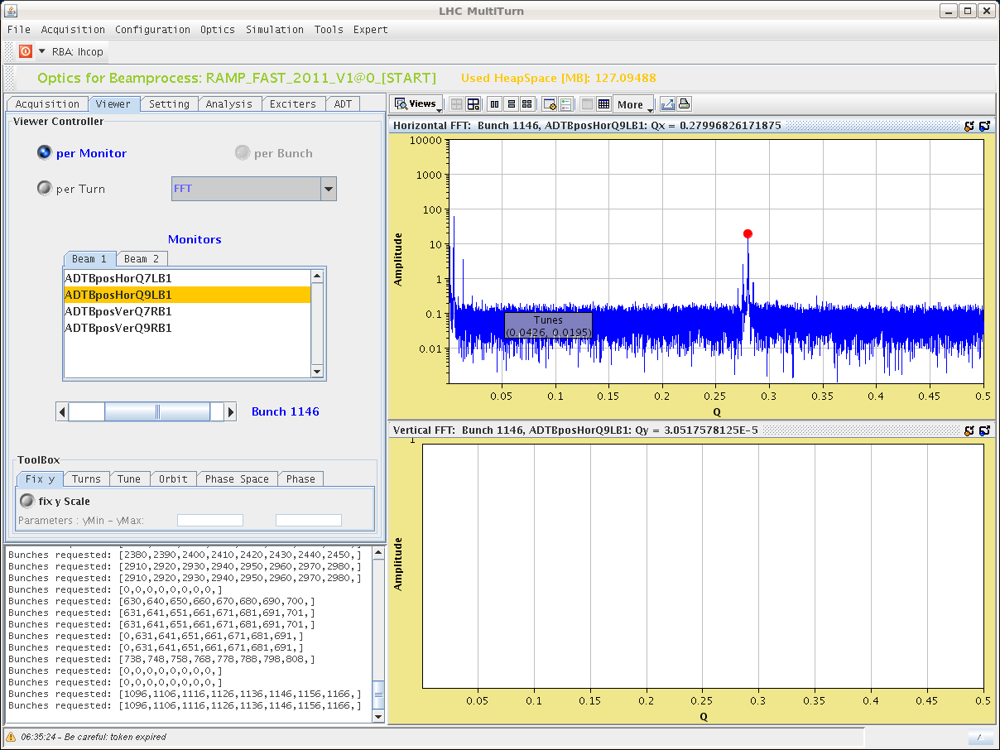 LHC MultiTurn
File Acquisition Configuration Optics Simulation Tools Expert
RBA: lhcop
Optics for Beamprocess: RAMP_FAST_2011_V1@0_[START] Used HeapSpace [MB]: 127.09488
Acquisition Viewer Setting Analysis Exciters ADT
Viewer Controller
per Monitor per Bunch
per Turn FFT
Monitors
Beam 1 Beam 2
ADTBposHorQ7LB1
ADTBposHorQ9LB1
ADTBposVerQ7RB1
ADTBposVerQ9RB1
Bunch 1146
ToolBox
Fix y Turns Tune Orbit Phase Space Phase
fix y Scale
Parameters : yMin - yMax:
Bunches requested: [2380,2390,2400,2410,2420,2430,2440,2450,]
Bunches requested: [2910,2920,2930,2940,2950,2960,2970,2980,]
Bunches requested: [2910,2920,2930,2940,2950,2960,2970,2980,]
Bunches requested: [0,0,0,0,0,0,0,0,]
Bunches requested: [630,640,650,660,670,680,690,700,]
Bunches requested: [631,641,651,661,671,681,691,701,]
Bunches requested: [631,641,651,661,671,681,691,701,]
Bunches requested: [0,631,641,651,661,671,681,691,]
Bunches requested: [0,631,641,651,661,671,681,691,]
Bunches requested: [738,748,758,768,778,788,798,808,]
Bunches requested: [0,0,0,0,0,0,0,0,]
Bunches requested: [0,0,0,0,0,0,0,0,]
Bunches requested: [1096,1106,1116,1126,1136,1146,1156,1166,]
Bunches requested: [1096,1106,1116,1126,1136,1146,1156,1166,]
Views More
Horizontal FFT: Bunch 1146, ADTBposHorQ9LB1: Qx = 0.27996826171875
10000
1000
100
10
1
0.1
0.01
Amplitude
Tunes
(0.0426, 0.0195)
0.05 0.1 0.15 0.2 0.25 0.3 0.35 0.4 0.45 0.5
Q
Vertical FFT: Bunch 1146, ADTBposHorQ9LB1: Qy = 3.0517578125E-5
1
Amplitude
0.05 0.1 0.15 0.2 0.25 0.3 0.35 0.4 0.45 0.5
Q
06:35:24 - Be careful: token expired